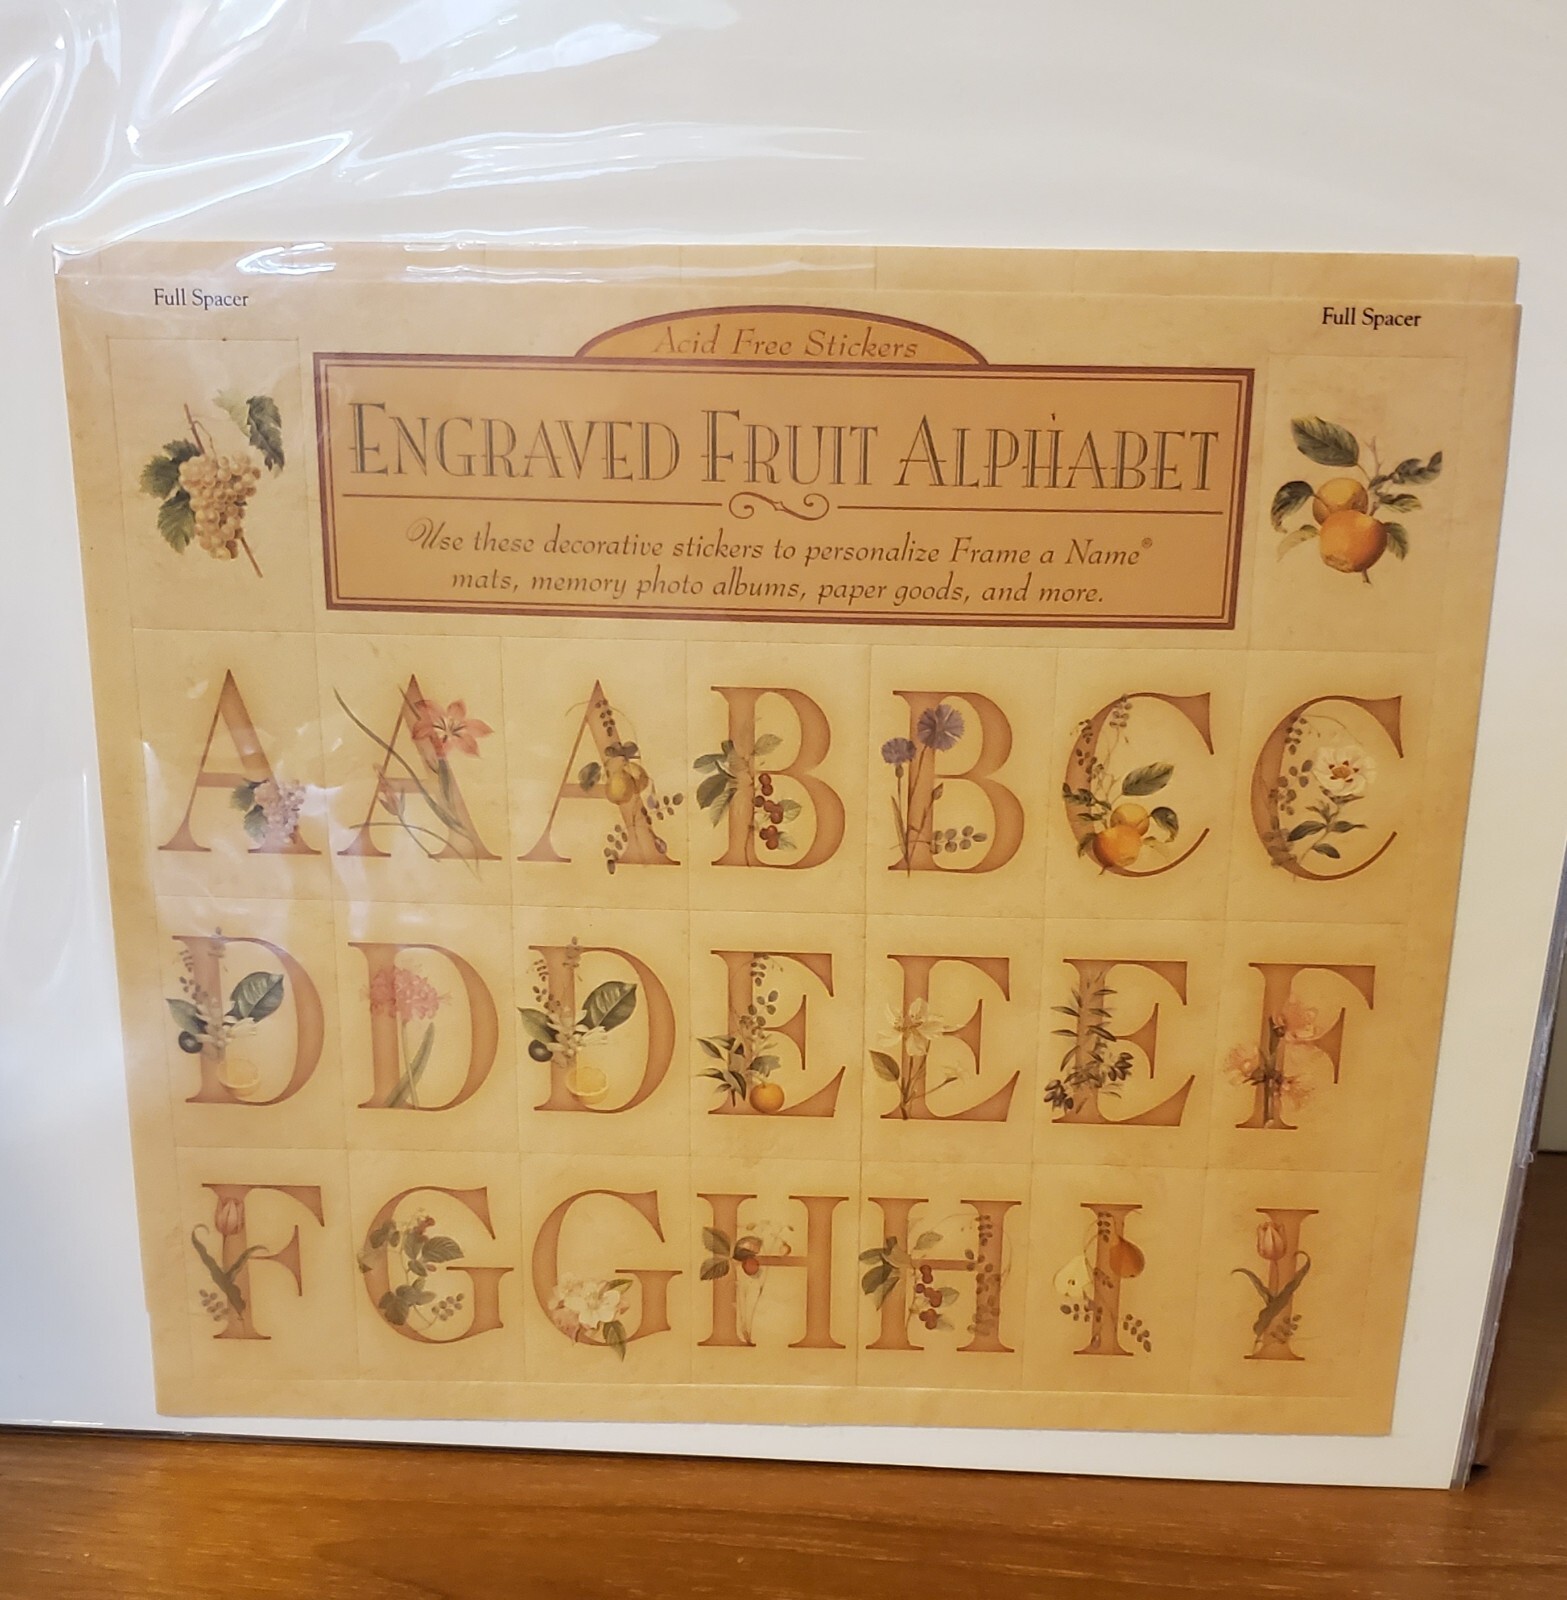 Full Spacer
Full Spacer
Acid Free Stickers
ENGRAVED FRUIT ALPHABET
Use these decorative stickers to personalize Frame a Name®
mats, memory photo albums, paper goods, and more.
A A A B B C C
D D D E E E F
F G G H H I I